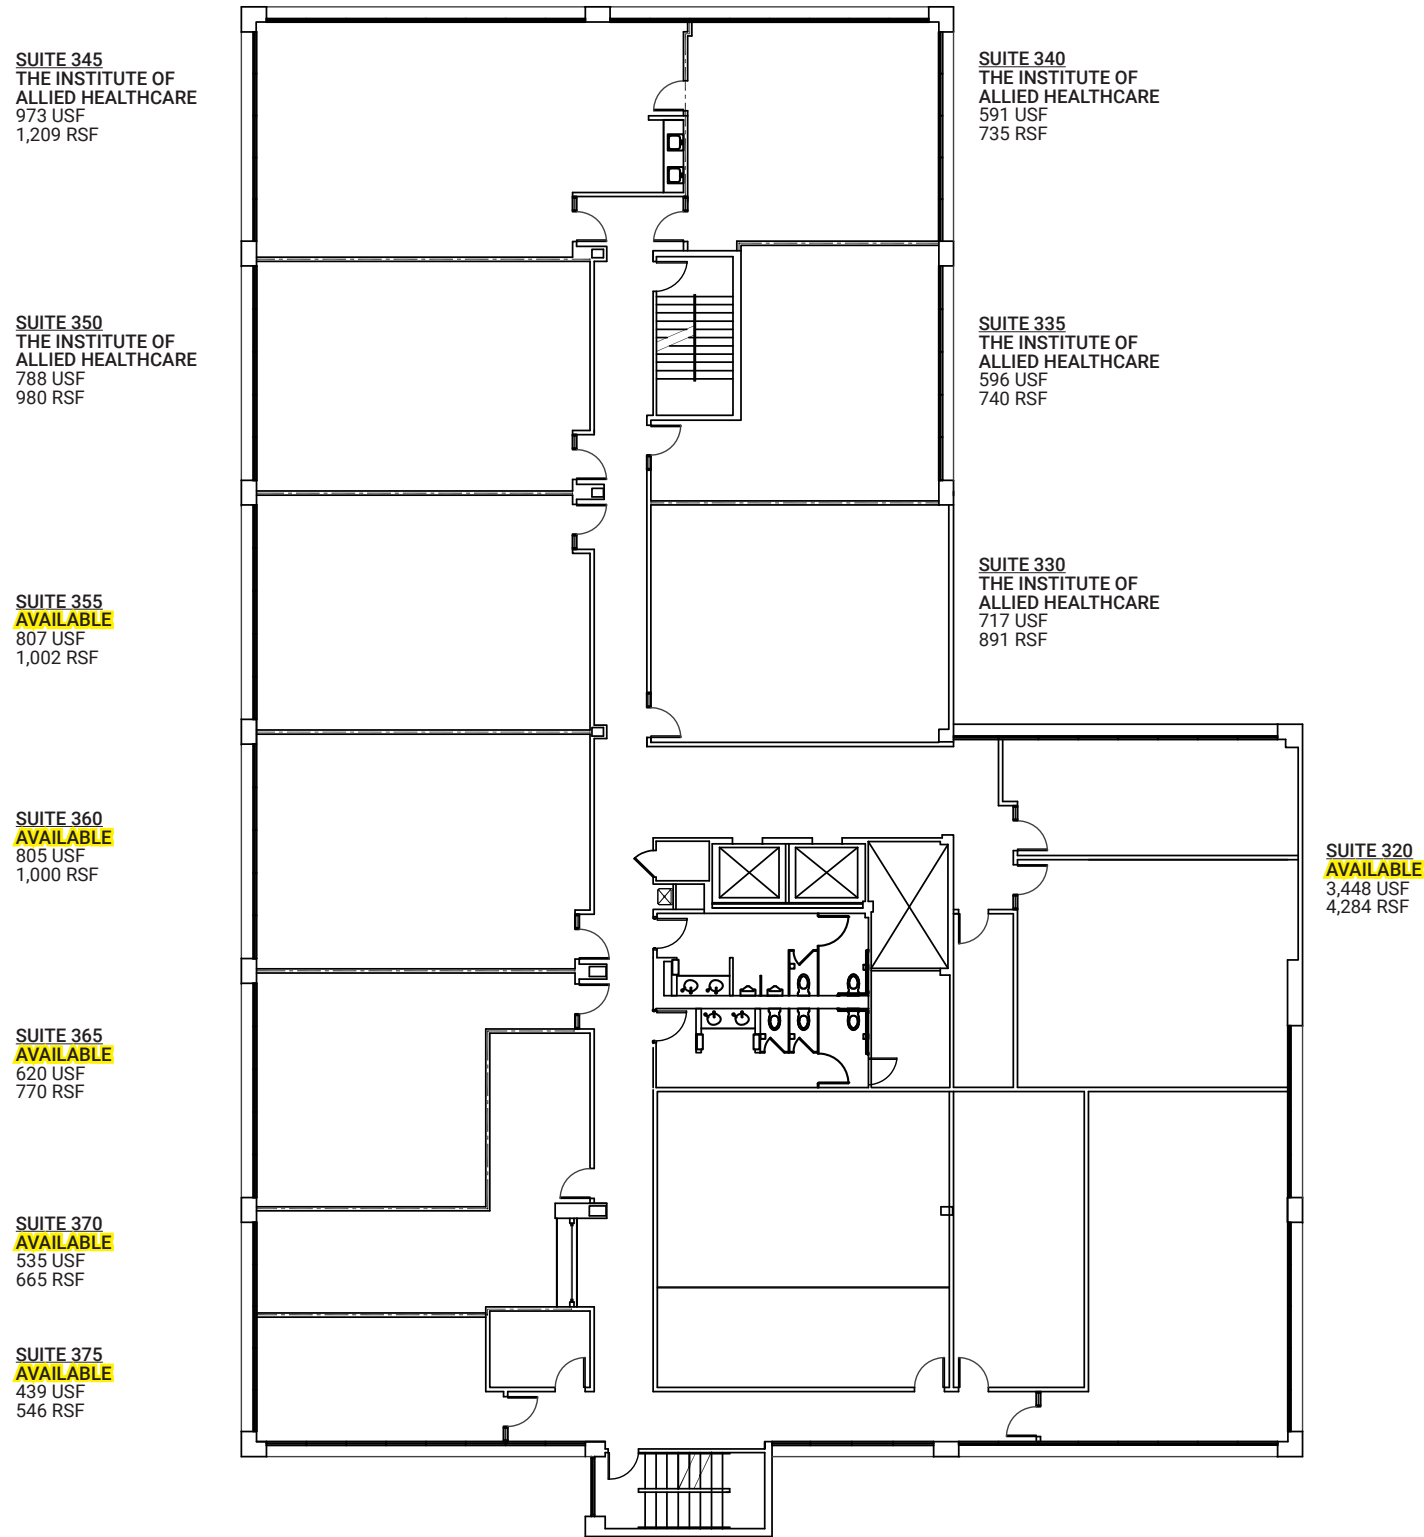 SUITE 345
THE INSTITUTE OF
ALLIED HEALTHCARE
973 USF
1,209 RSF
SUITE 340
THE INSTITUTE OF
ALLIED HEALTHCARE
591 USF
735 RSF
SUITE 350
THE INSTITUTE OF
ALLIED HEALTHCARE
788 USF
980 RSF
SUITE 335
THE INSTITUTE OF
ALLIED HEALTHCARE
596 USF
740 RSF
SUITE 355
AVAILABLE
807 USF
1,002 RSF
SUITE 330
THE INSTITUTE OF
ALLIED HEALTHCARE
717 USF
891 RSF
SUITE 360
AVAILABLE
805 USF
1,000 RSF
SUITE 320
AVAILABLE
3,448 USF
4,284 RSF
SUITE 365
AVAILABLE
620 USF
770 RSF
SUITE 370
AVAILABLE
535 USF
665 RSF
SUITE 375
AVAILABLE
439 USF
546 RSF